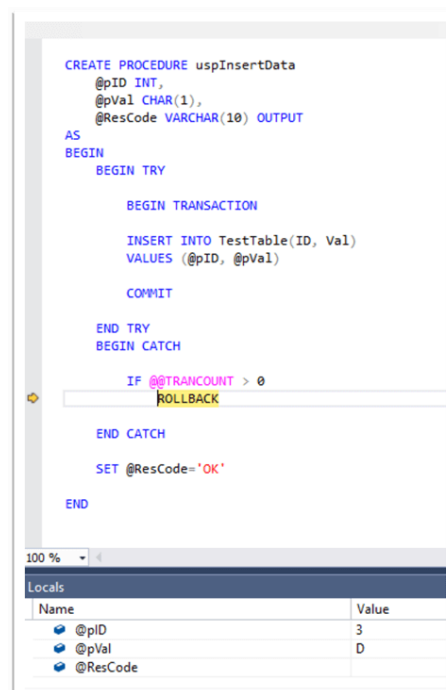 CREATE PROCEDURE uspInsertData
@pID INT,
@pVal CHAR(1),
@ResCode VARCHAR(10) OUTPUT
AS
BEGIN
BEGIN TRY
BEGIN TRANSACTION
INSERT INTO TestTable(ID, Val)
VALUES (@pID, @pVal)
COMMIT
END TRY
BEGIN CATCH
IF @@TRANCOUNT > 0
ROLLBACK
END CATCH
SET @ResCode='OK'
END
100 %
Locals
Name Value
@pID 3
@pVal D
@ResCode